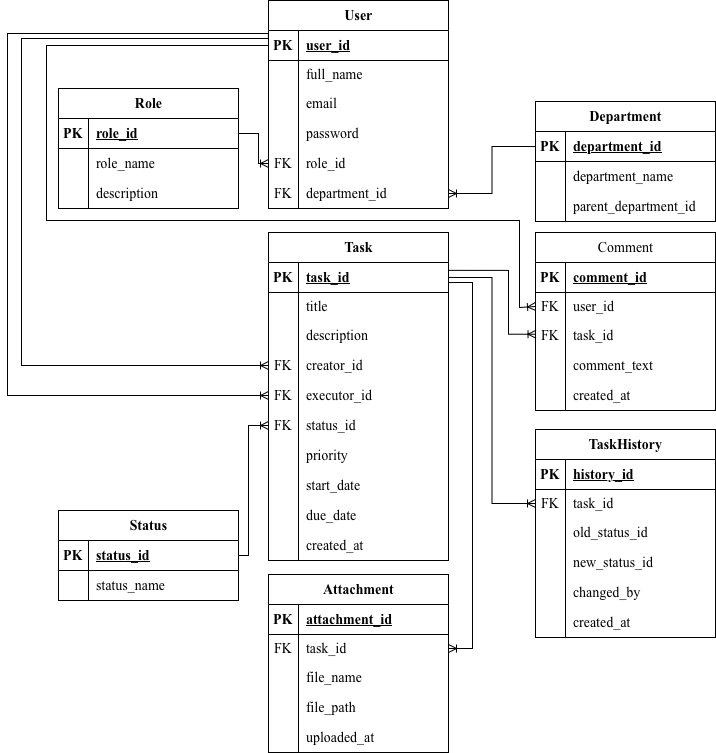 User
PK user_id
full_name
email
password
FK role_id
FK department_id
Role
PK role_id
role_name
description
Department
PK department_id
department_name
parent_department_id
Task
PK task_id
title
description
FK creator_id
FK executor_id
FK status_id
priority
start_date
due_date
created_at
Comment
PK comment_id
FK user_id
FK task_id
comment_text
created_at
TaskHistory
PK history_id
FK task_id
old_status_id
new_status_id
changed_by
created_at
Status
PK status_id
status_name
Attachment
PK attachment_id
FK task_id
file_name
file_path
uploaded_at